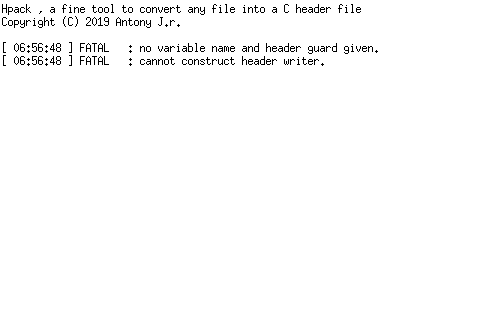 Hpack , a fine tool to convert any file into a C header file
Copyright (C) 2019 Antony J.r.
[ 06:56:48 ] FATAL   : no variable name and header guard given.
[ 06:56:48 ] FATAL   : cannot construct header writer.